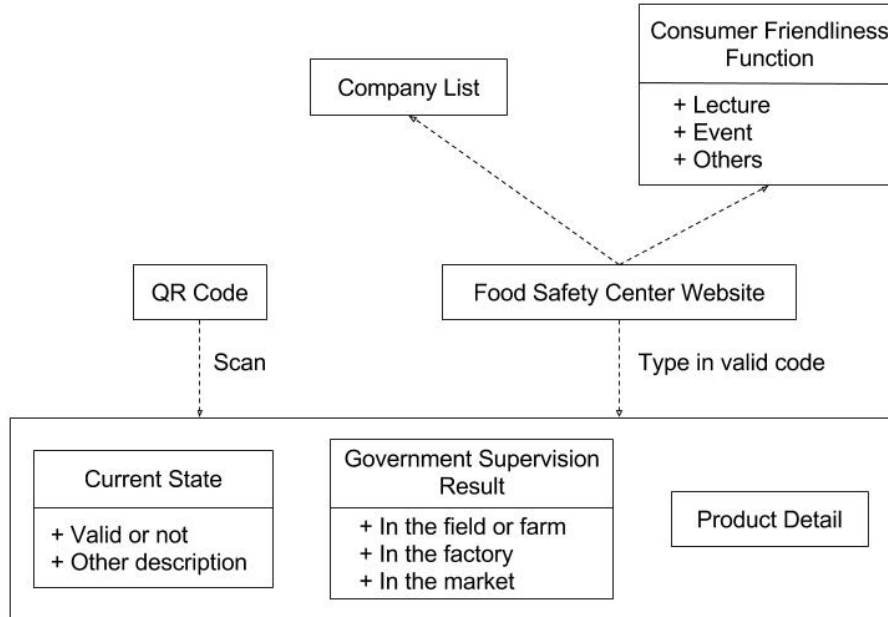 Consumer Friendliness
Function
+ Lecture
+ Event
+ Others
Company List
QR Code
Food Safety Center Website
Scan
Type in valid code
Current State
+ Valid or not
+ Other description
Government Supervision
Result
+ In the field or farm
+ In the factory
+ In the market
Product Detail